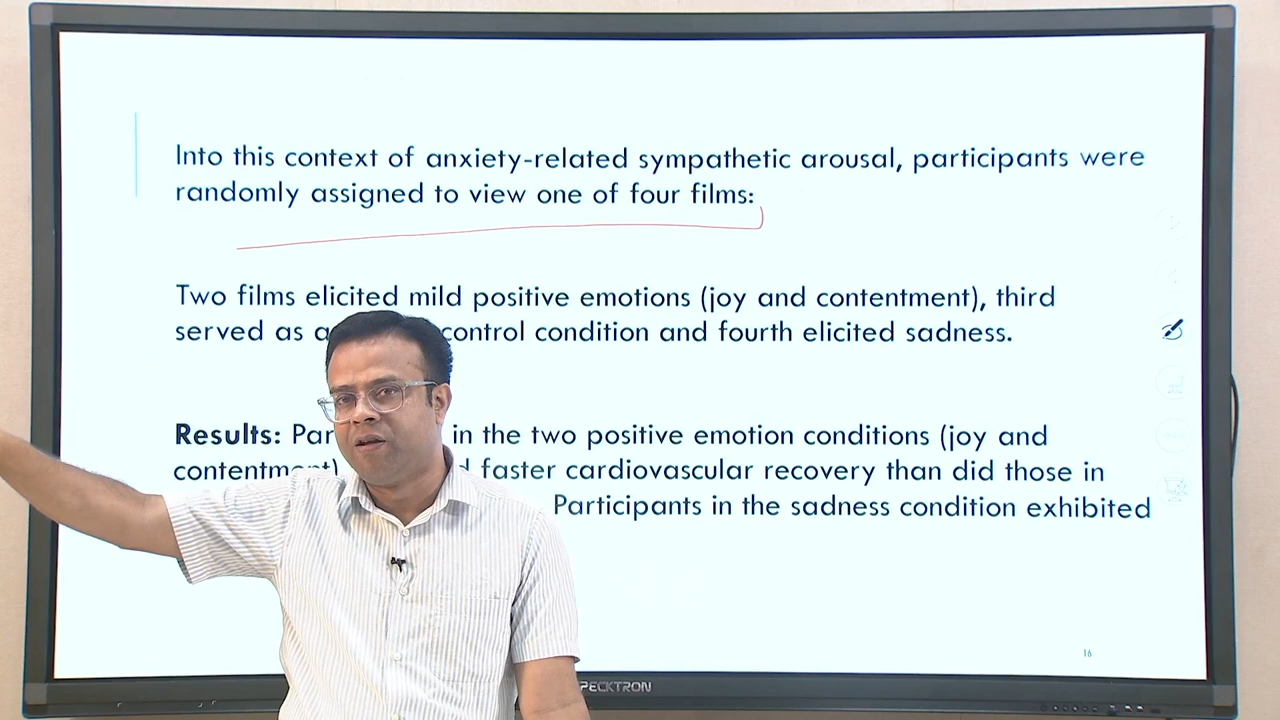 Into this context of anxiety-related sympathetic arousal, participants were
randomly assigned to view one of four films:
Two films elicited mild positive emotions (joy and contentment), third
served as a control condition and fourth elicited sadness.
Results: in the two positive emotion conditions (joy and
contentment) faster cardiovascular recovery than did those in
Participants in the sadness condition exhibited
16